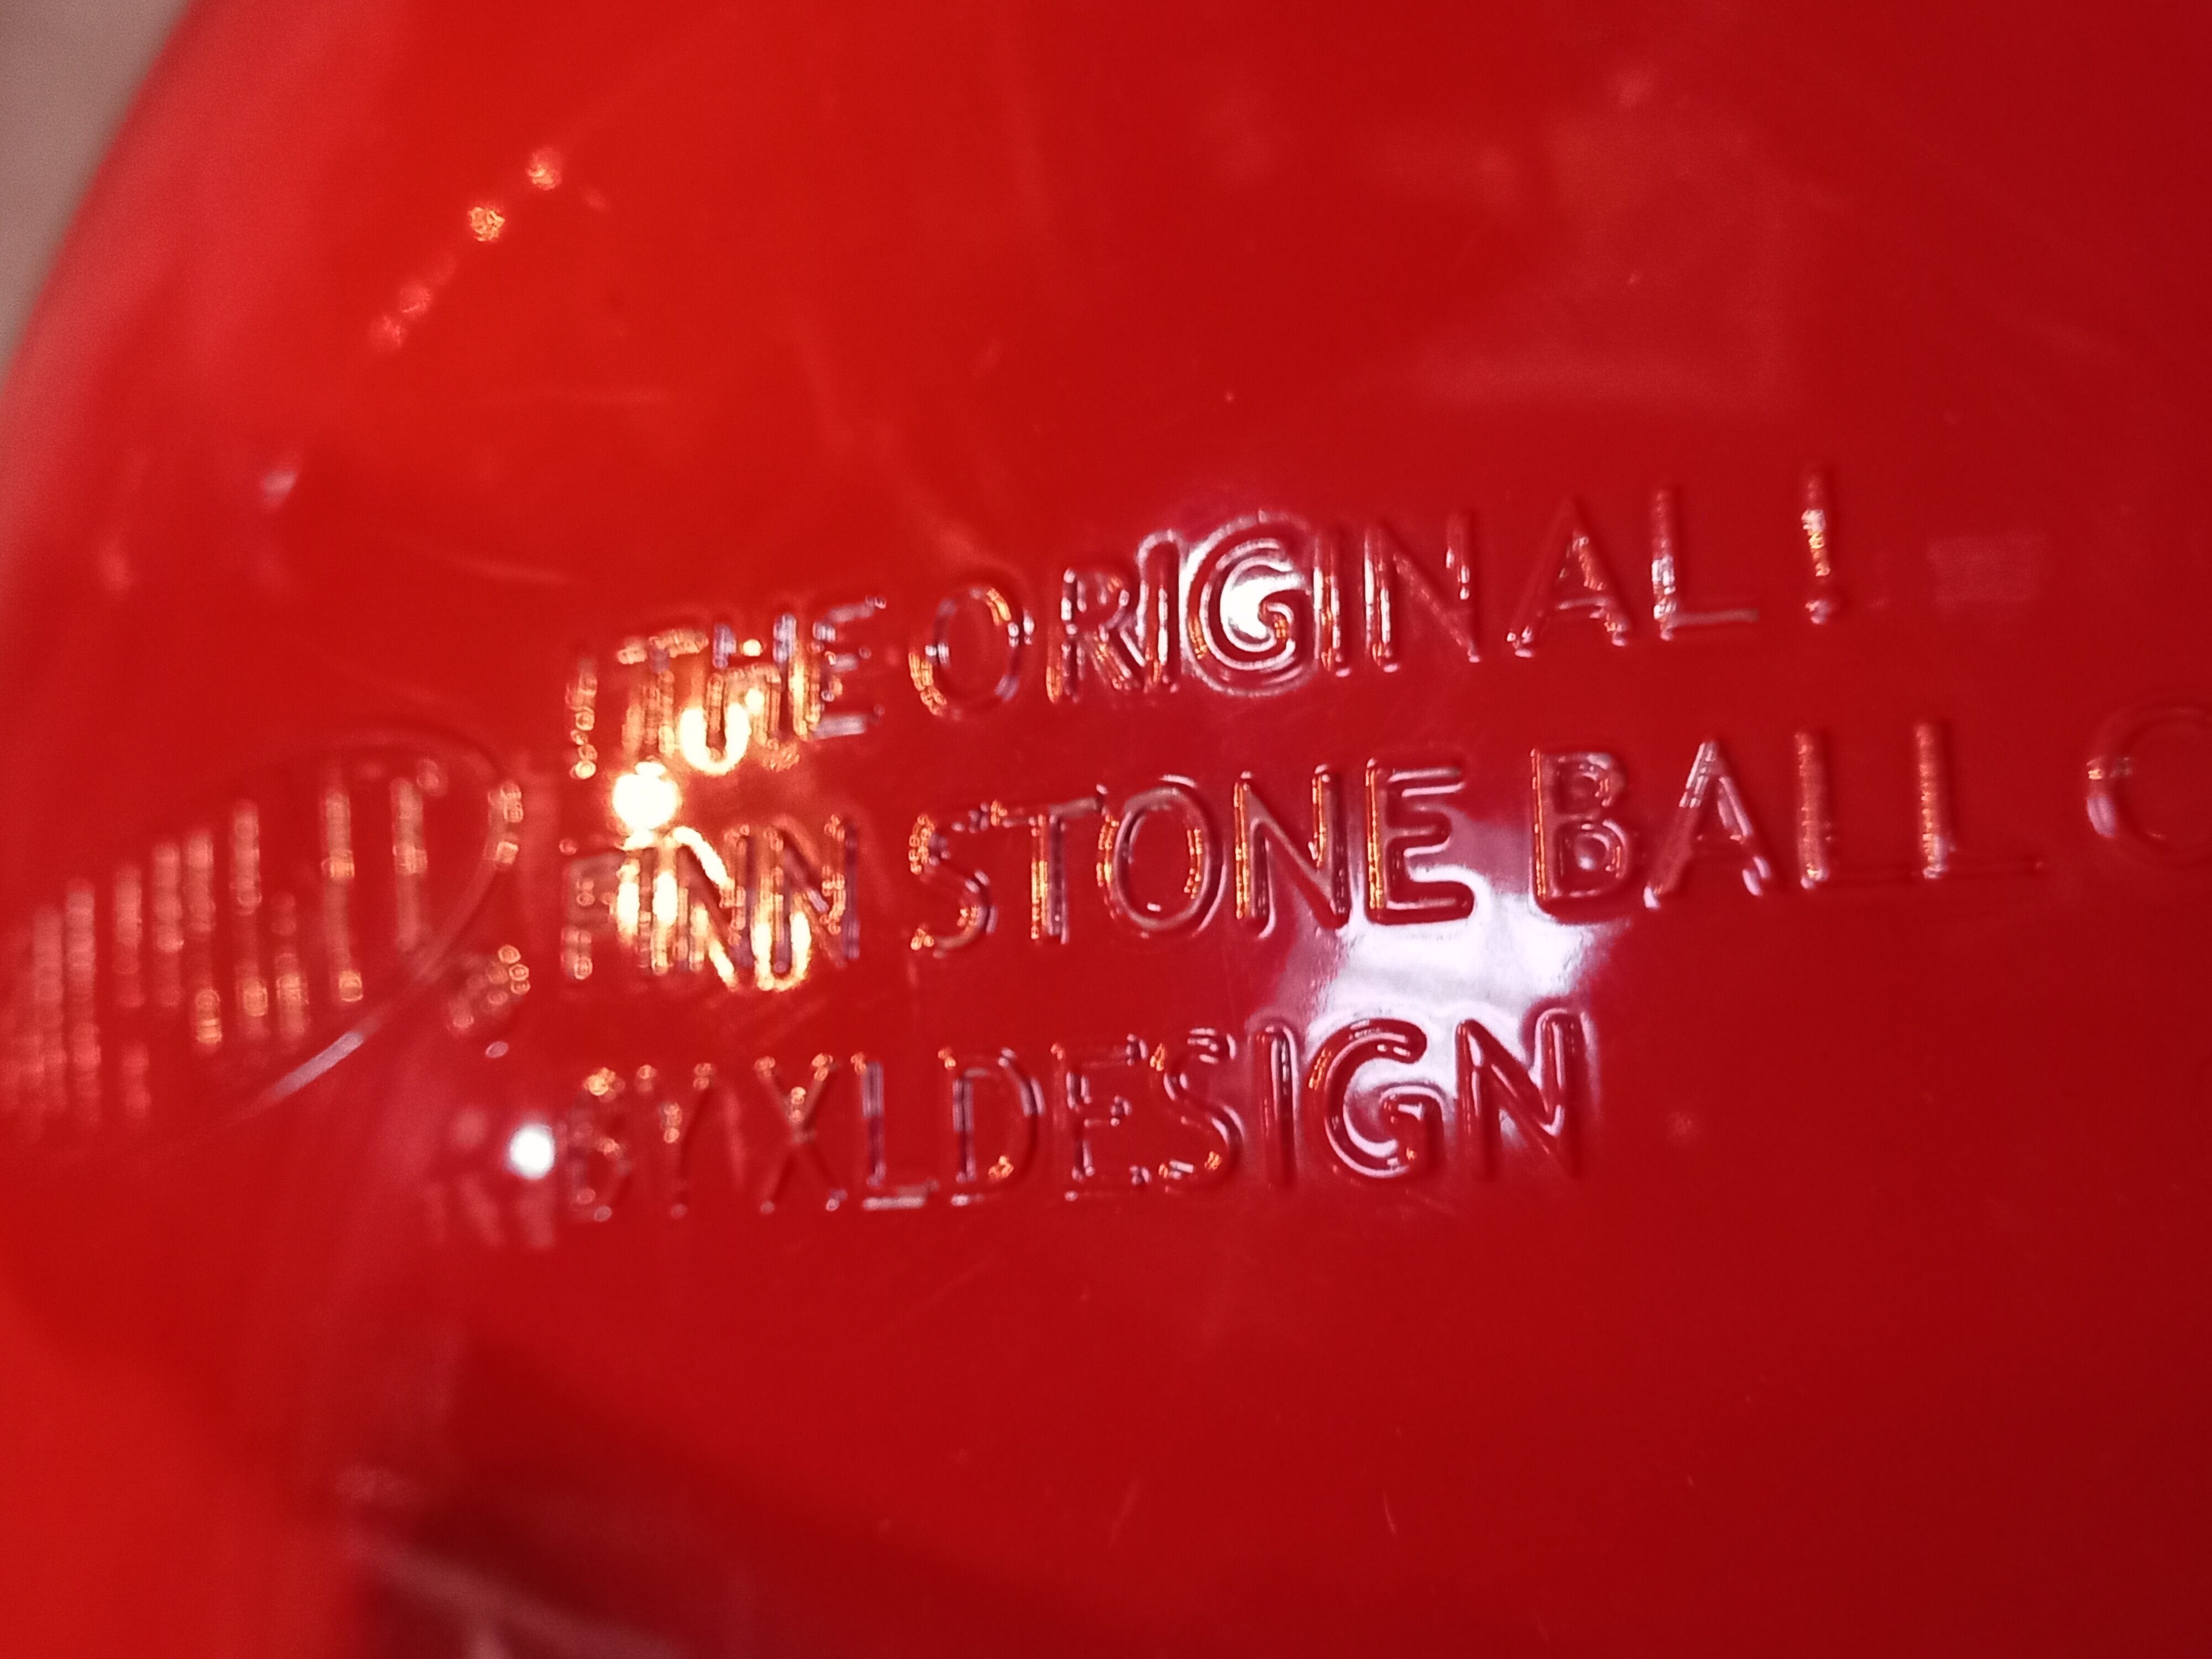 ! THE ORIGINAL !
FINN STONE BALL C
BY XLDESIGN